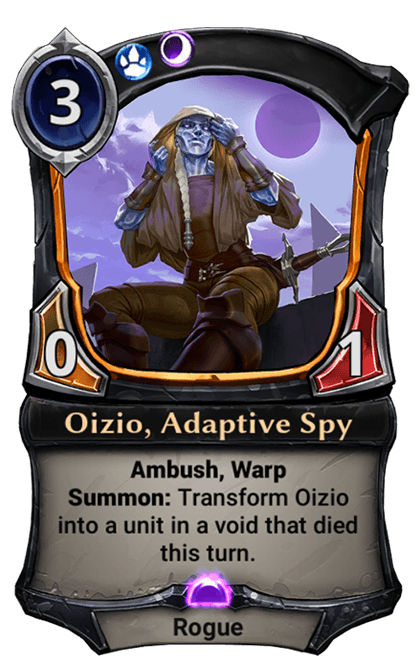 3
0
1
Oizio, Adaptive Spy
Ambush, Warp
Summon: Transform Oizio
into a unit in a void that died
this turn.
Rogue